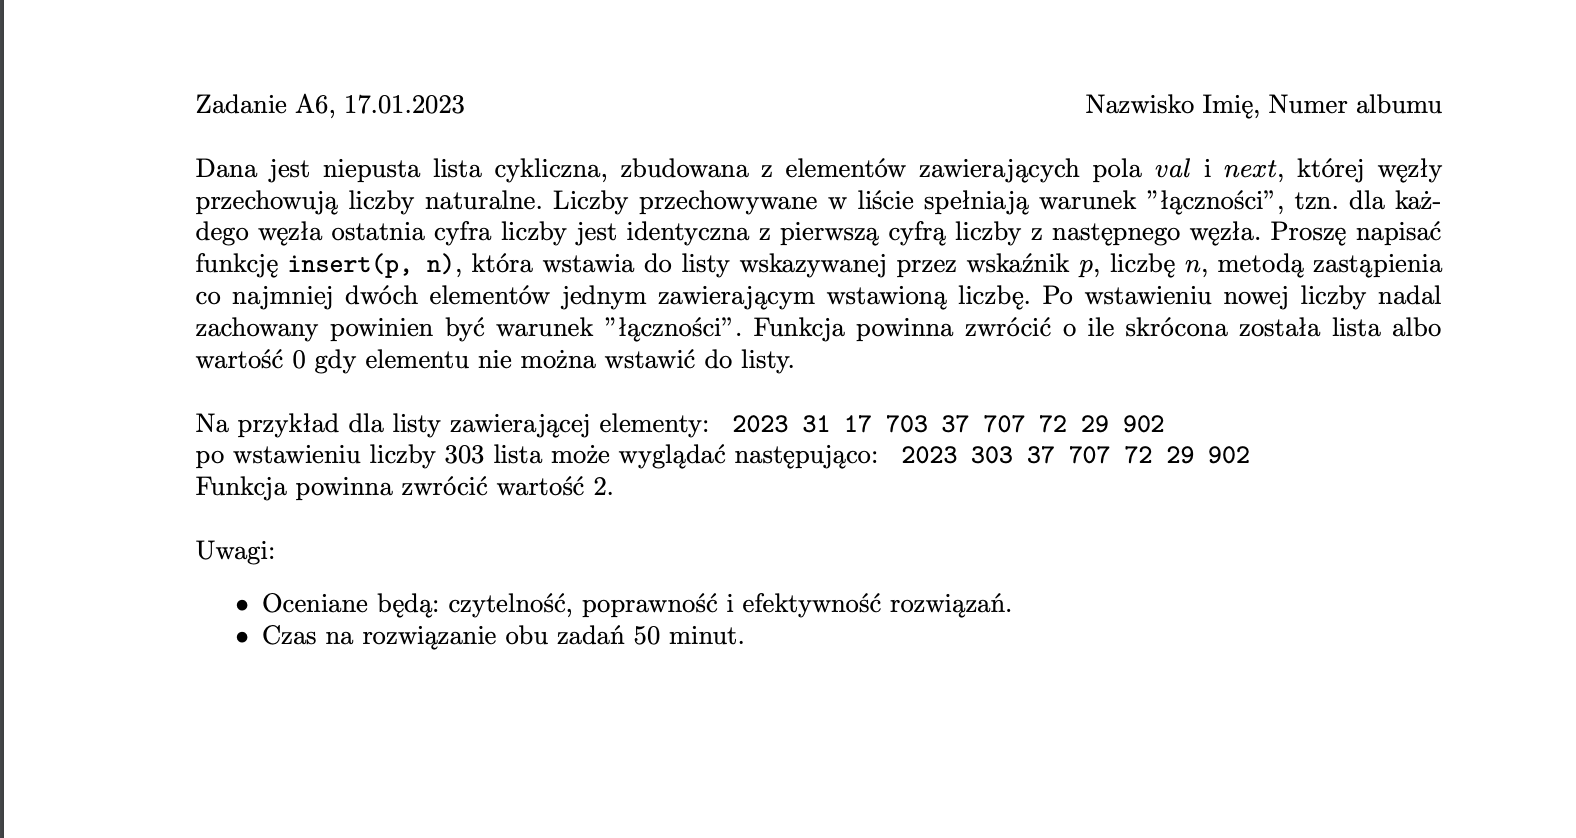 Zadanie A6, 17.01.2023 Nazwisko Imię, Numer albumu
Dana jest niepusta lista cykliczna, zbudowana z elementów zawierających pola val i next, której węzły
przechowują liczby naturalne. Liczby przechowywane w liście spełniają warunek ”łączności”, tzn. dla każ-
dego węzła ostatnia cyfra liczby jest identyczna z pierwszą cyfrą liczby z następnego węzła. Proszę napisać
funkcję insert(p, n), która wstawia do listy wskazywanej przez wskaźnik p, liczbę n, metodą zastąpienia
co najmniej dwóch elementów jednym zawierającym wstawioną liczbę. Po wstawieniu nowej liczby nadal
zachowany powinien być warunek ”łączności”. Funkcja powinna zwrócić o ile skrócona została lista albo
wartość 0 gdy elementu nie można wstawić do listy.
Na przykład dla listy zawierającej elementy: 2023 31 17 703 37 707 72 29 902
po wstawieniu liczby 303 lista może wyglądać następująco: 2023 303 37 707 72 29 902
Funkcja powinna zwrócić wartość 2.
Uwagi:
• Oceniane będą: czytelność, poprawność i efektywność rozwiązań.
• Czas na rozwiązanie obu zadań 50 minut.